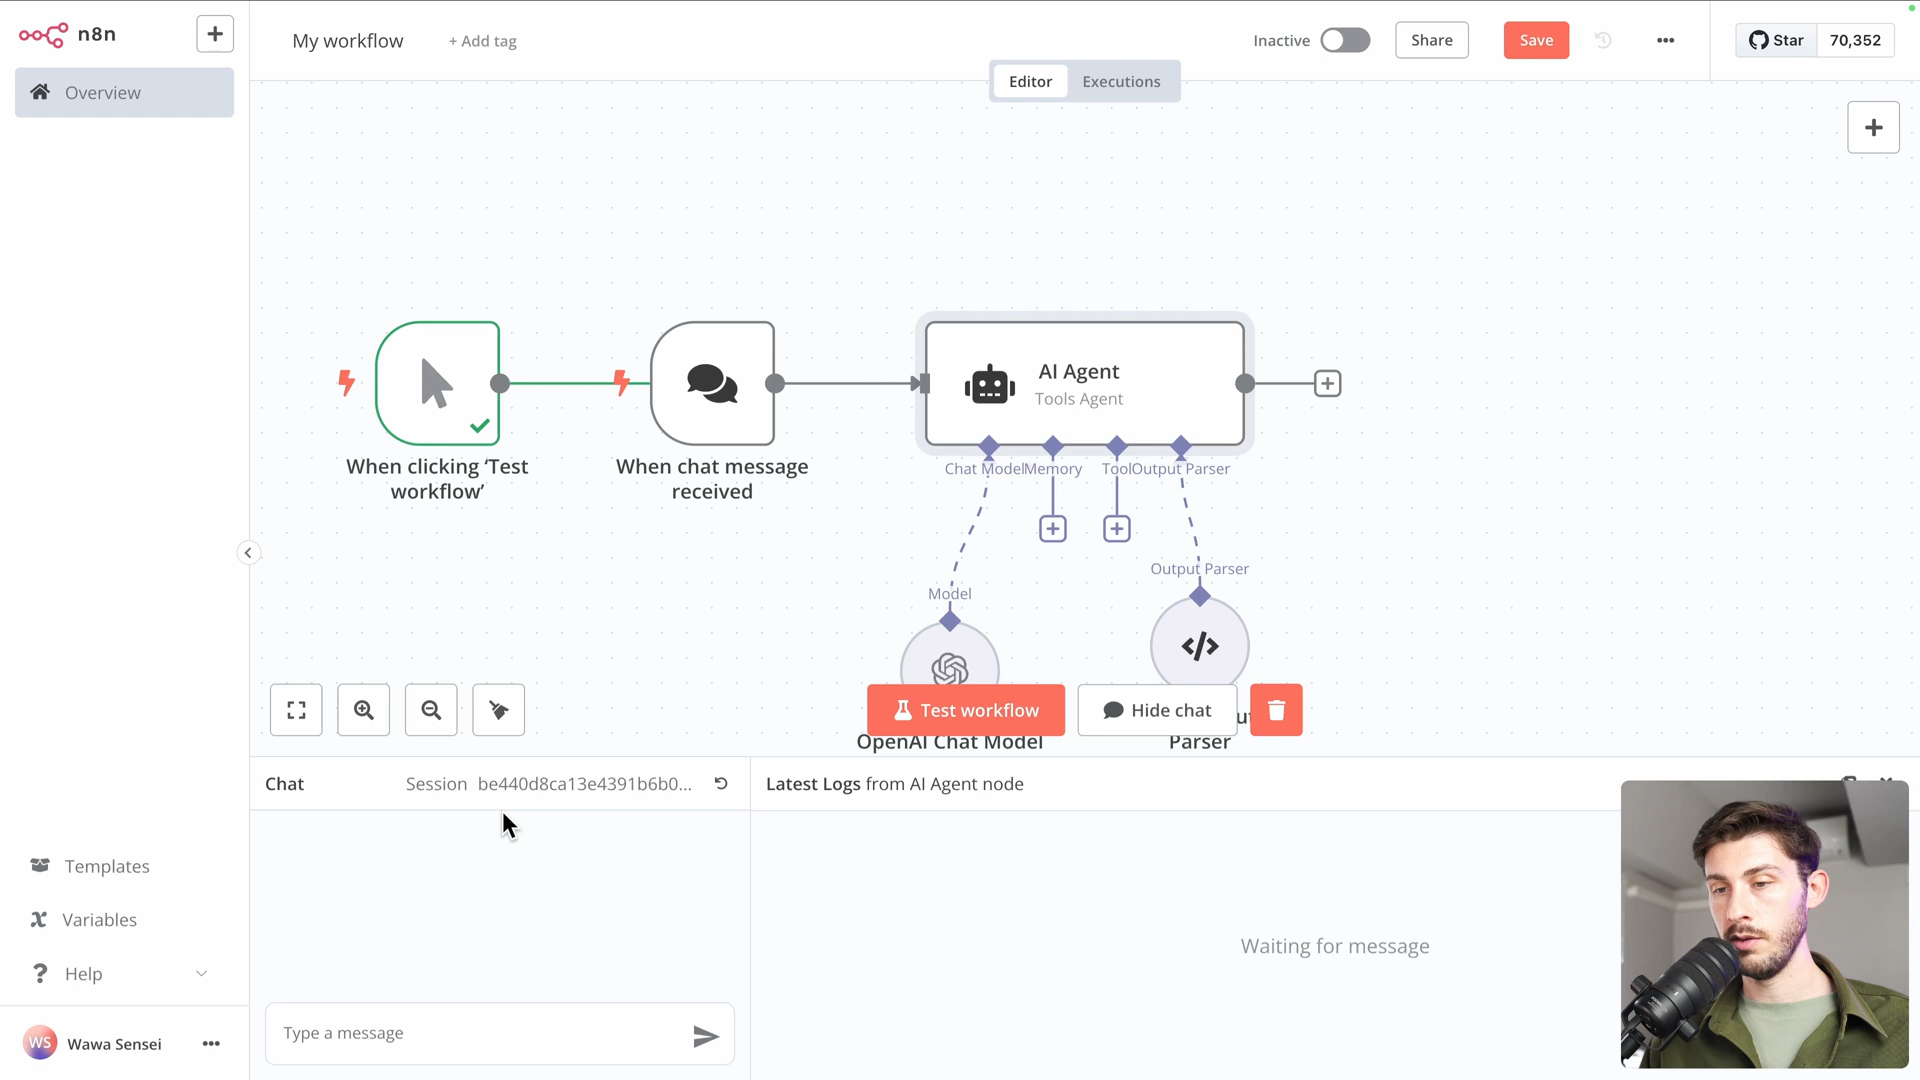 n8n
My workflow
+ Add tag
Inactive
Share
Save
Star
70,352
Overview
Editor
Executions
AI Agent
Tools Agent
When clicking ‘Test
workflow’
When chat message
received
Chat Model
Memory
Tool
Output Parser
Output Parser
Model
Test workflow
Hide chat
OpenAI Chat Model
Parser
Chat
Session
be440d8ca13e4391b6b0...
Latest Logs from AI Agent node
Waiting for message
Templates
Variables
Help
WS
Wawa Sensei
Type a message